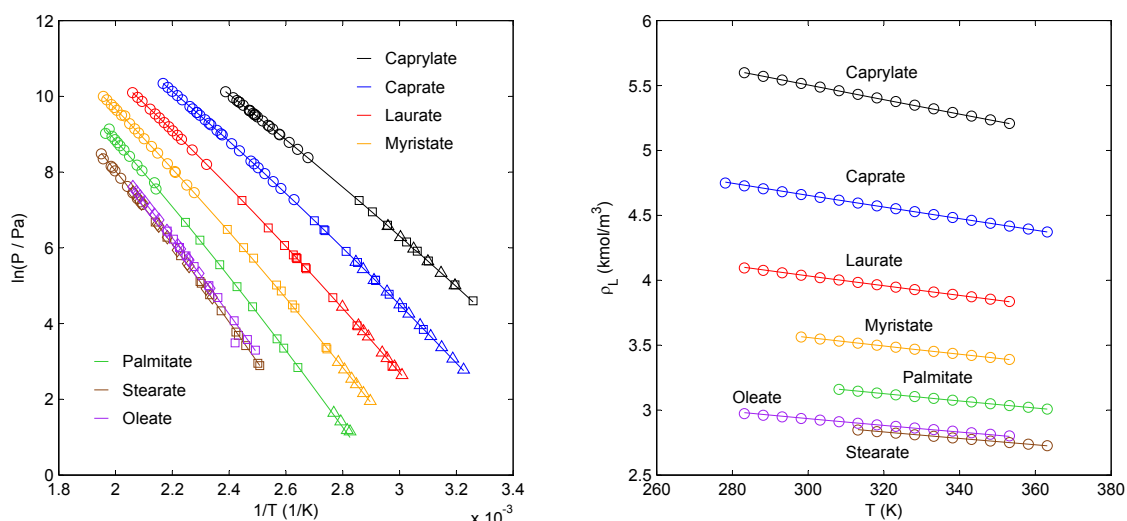 12
10
8
6
4
2
0
ln(P / Pa)
Caprylate
Caprate
Laurate
Myristate
Palmitate
Stearate
Oleate
1.8 2 2.2 2.4 2.6 2.8 3 3.2 3.4
1/T (1/K)
x 10⁻³
6
5.5
5
4.5
4
3.5
3
2.5
ρL (kmol/m³)
Caprylate
Caprate
Laurate
Myristate
Palmitate
Oleate
Stearate
260 280 300 320 340 360 380
T (K)